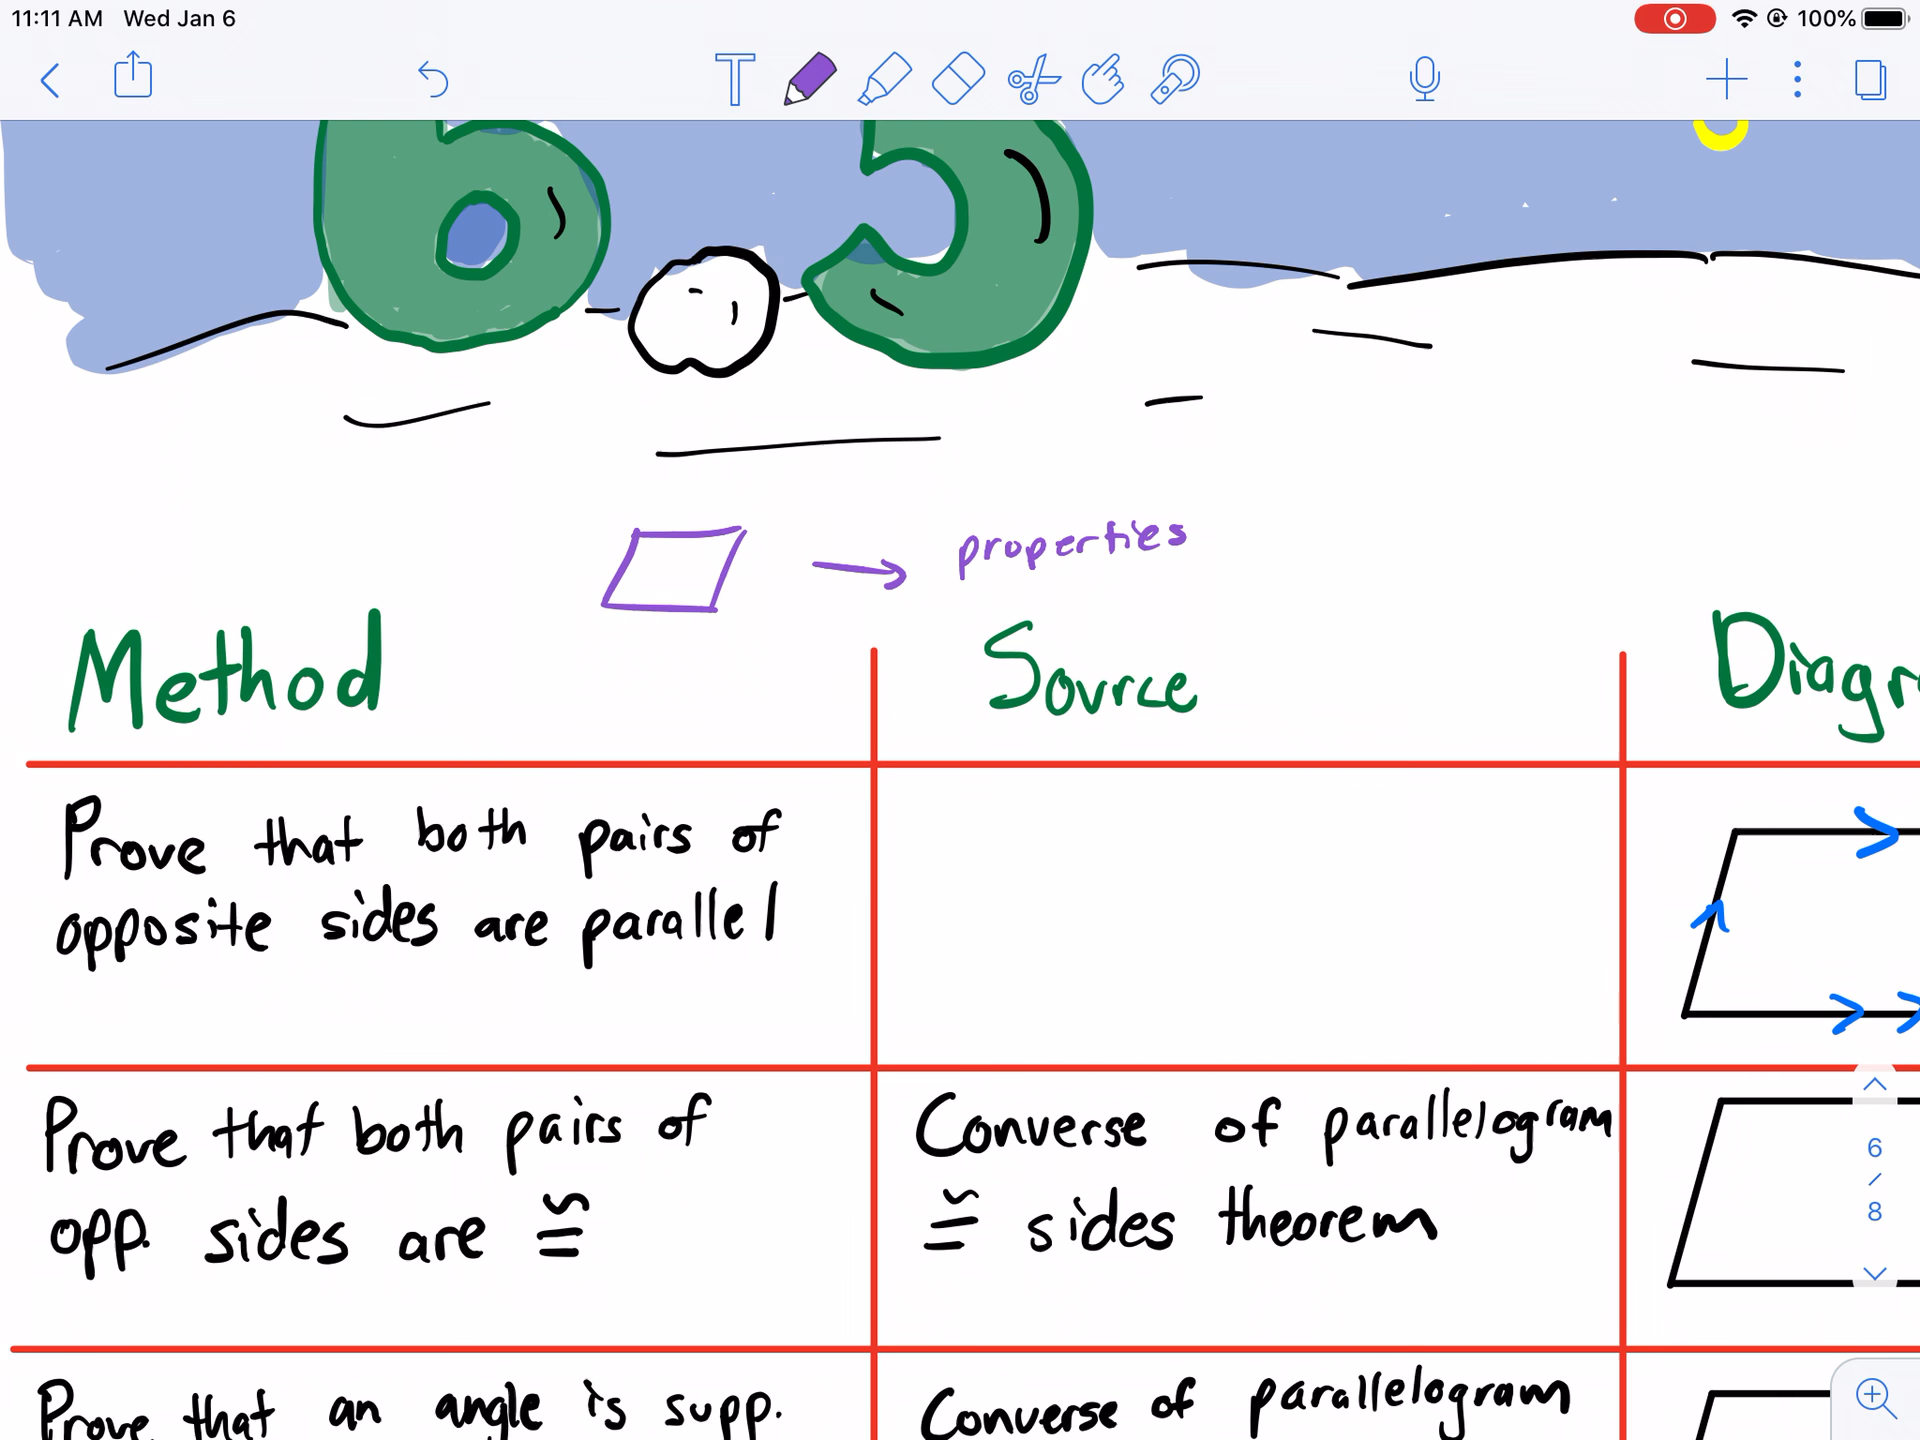 11:11 AM Wed Jan 6
100%
T
6.5
properties
Method
Source
Diagr
Prove that both pairs of
opposite sides are parallel
Prove that both pairs of
opp. sides are ≅
Converse of parallelogram
≅ sides theorem
6
/
8
Prove that an angle is supp.
Converse of parallelogram